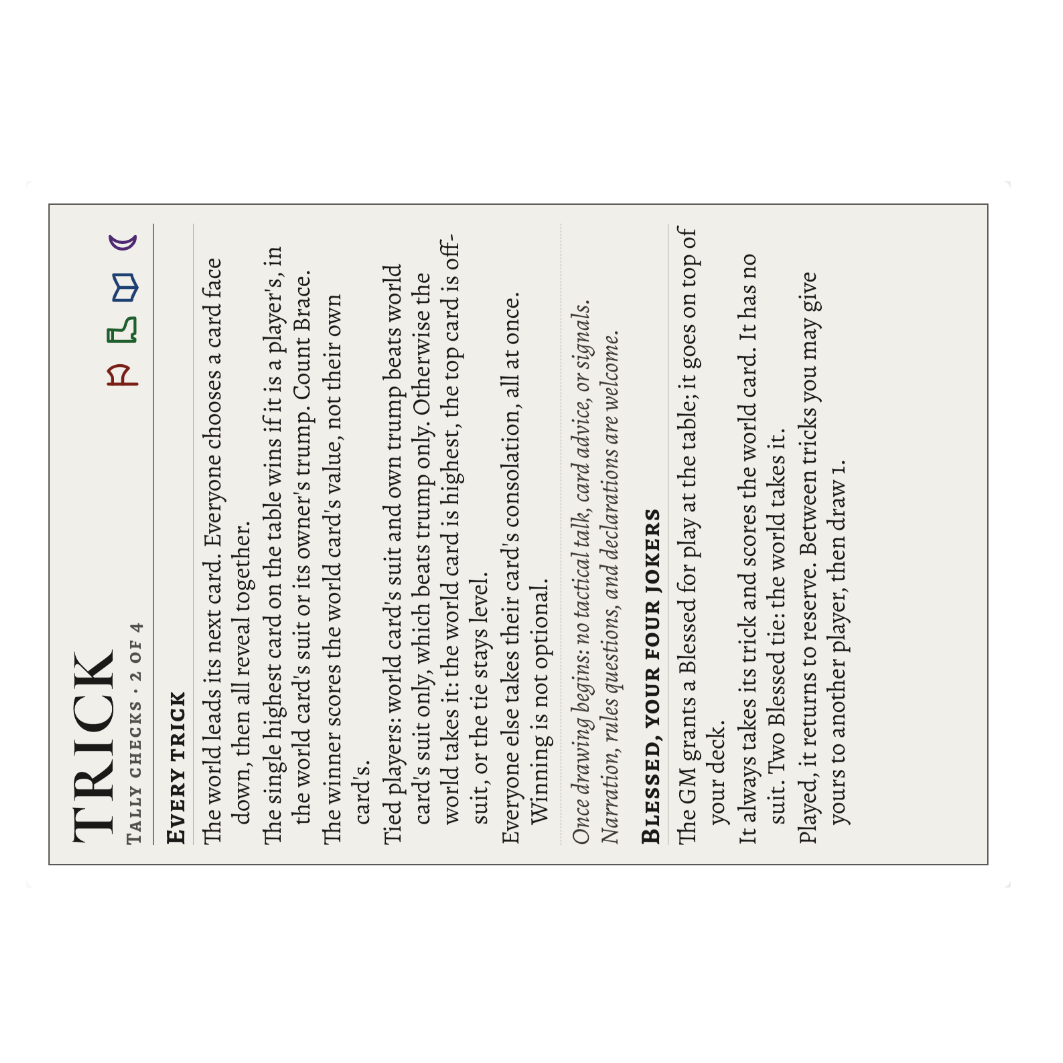 TRICK
TALLY CHECKS · 2 OF 4
EVERY TRICK
The world leads its next card. Everyone chooses a card face
down, then all reveal together.
The single highest card on the table wins if it is a player's, in
the world card's suit or its owner's trump. Count Brace.
The winner scores the world card's value, not their own
card's.
Tied players: world card's suit and own trump beats world
card's suit only, which beats trump only. Otherwise the
world takes it: the world card is highest, the top card is off-
suit, or the tie stays level.
Everyone else takes their card's consolation, all at once.
Winning is not optional.
Once drawing begins: no tactical talk, card advice, or signals.
Narration, rules questions, and declarations are welcome.
BLESSED, YOUR FOUR JOKERS
The GM grants a Blessed for play at the table; it goes on top of
your deck.
It always takes its trick and scores the world card. It has no
suit. Two Blessed tie: the world takes it.
Played, it returns to reserve. Between tricks you may give
yours to another player, then draw 1.